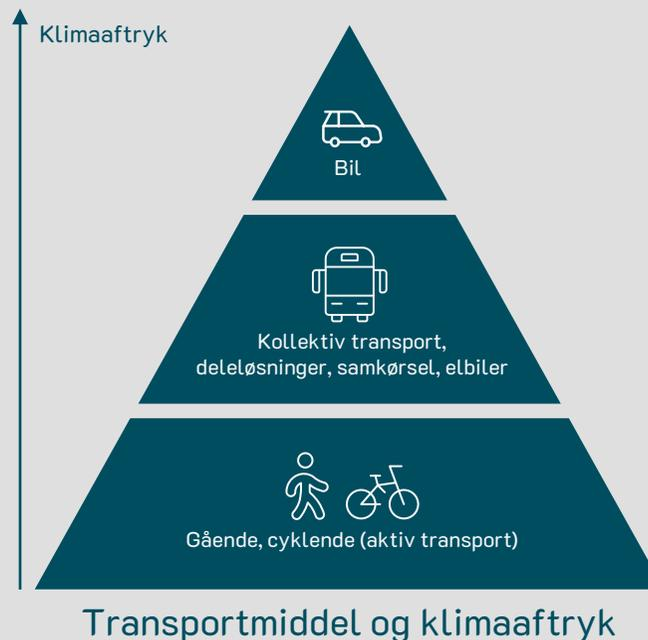 Klimaaftryk
Bil
Kollektiv transport,
deleløsninger, samkørsel, elbiler
Gående, cyklende (aktiv transport)
Transportmiddel og klimaaftryk